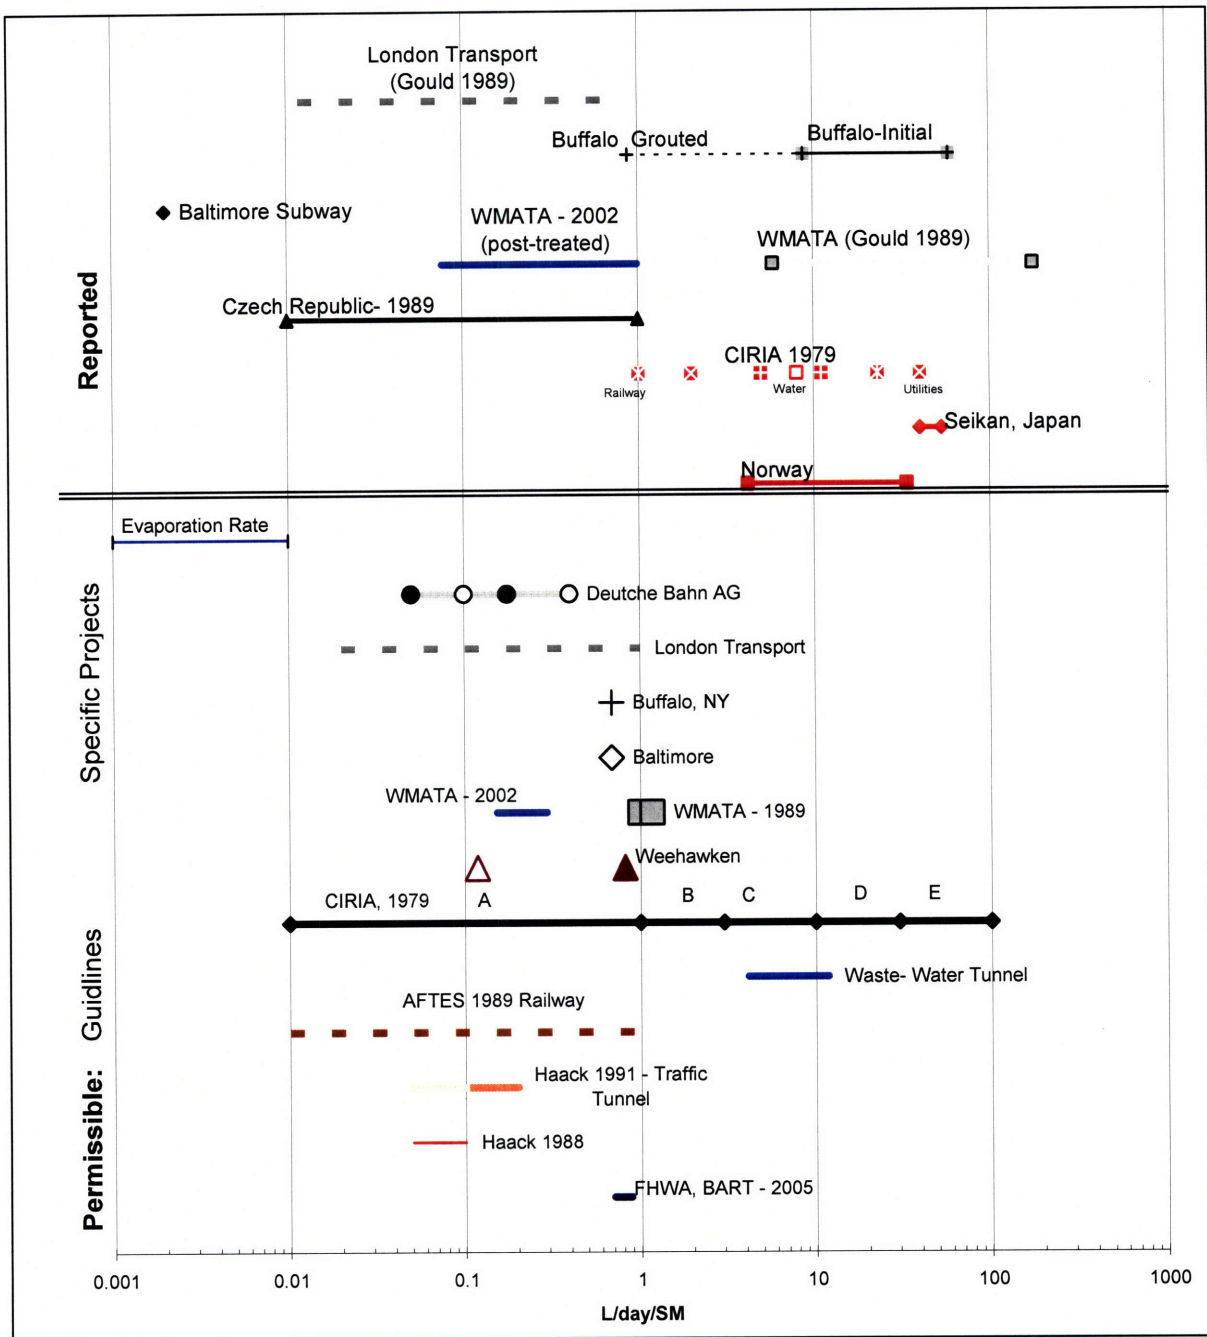 London Transport
(Gould 1989)
Buffalo Grouted
Buffalo-Initial
Baltimore Subway
WMATA - 2002
(post-treated)
WMATA (Gould 1989)
Czech Republic- 1989
CIRIA 1979
Railway
Water
Utilities
Seikan, Japan
Norway
Reported
Evaporation Rate
Deutche Bahn AG
London Transport
Buffalo, NY
Baltimore
WMATA - 2002
WMATA - 1989
Weehawken
CIRIA, 1979
A
B
C
D
E
Waste- Water Tunnel
AFTES 1989 Railway
Haack 1991 - Traffic
Tunnel
Haack 1988
FHWA, BART - 2005
Permissible: Guidlines Specific Projects
0.001
0.01
0.1
1
10
100
1000
L/day/SM